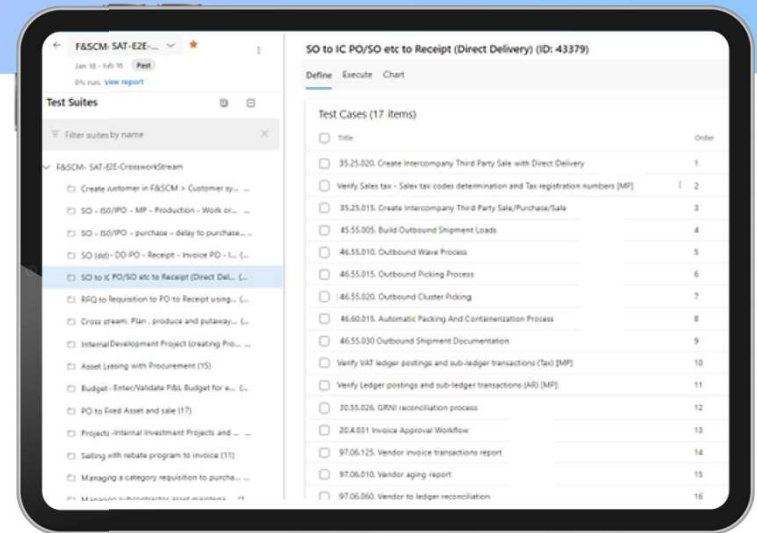 F&SCM- SAT-E2E-...
Jan 16 - Feb 16 Past
0% run. view report
Test Suites
Filter suites by name
F&SCM- SAT-E2E-CrossworkStream
Create customer in F&SCM > Customer sy... ...
SO - ISO/IPO - MP - Production - Work or... ...
SO - ISO/IPO - purchase - delay to purchase... ...
SO (dd) - DD PO - Receipt - Invoice PO - I... (...
SO to IC PO/SO etc to Receipt (Direct Del... (...
RFQ to Requisition to PO to Receipt using... (...
Cross stream: Plan , produce and putaway... (...
Internal Development Project (creating Pro... ...
Asset Leasing with Procurement (15)
Budget - Enter/Validate P&L Budget for a... (...
PO to Fixed Asset and sale (17)
Projects -Internal Investment Projects and ... ...
Selling with rebate program to invoice (11)
Managing a category requisition to purcha... ...
Managing subcontractor asset maintena...
SO to IC PO/SO etc to Receipt (Direct Delivery) (ID: 43379)
Define Execute Chart
Test Cases (17 items)
Title Order
35.25.020. Create Intercompany Third Party Sale with Direct Delivery 1
Verify Sales tax - Sales tax codes determination and Tax registration numbers [MP] 2
35.25.015. Create Intercompany Third Party Sale/Purchase/Sale 3
45.55.005. Build Outbound Shipment Loads 4
46.55.010. Outbound Wave Process 5
46.55.015. Outbound Picking Process 6
46.55.020. Outbound Cluster Picking 7
46.60.015. Automatic Packing And Containerization Process 8
46.55.030 Outbound Shipment Documentation 9
Verify VAT ledger postings and sub-ledger transactions (Tax) [MP] 10
Verify Ledger postings and sub-ledger transactions (AR) [MP] 11
20.55.026. GRNI reconciliation process 12
20.4.031 Invoice Approval Workflow 13
97.06.125. Vendor invoice transactions report 14
97.06.010. Vendor aging report 15
97.06.060. Vendor to ledger reconciliation 16